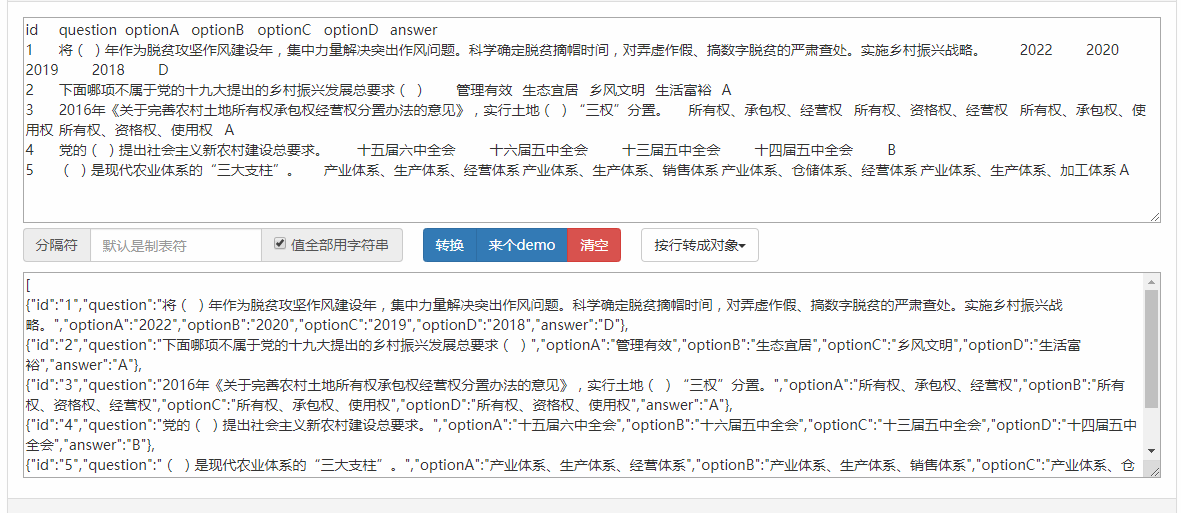 id question optionA optionB optionC optionD answer
1 将（ ）年作为脱贫攻坚作风建设年，集中力量解决突出作风问题。科学确定脱贫摘帽时间，对弄虚作假、搞数字脱贫的严肃查处。实施乡村振兴战略。 2022 2020
2019 2018 D
2 下面哪项不属于党的十九大提出的乡村振兴发展总要求（ ） 管理有效 生态宜居 乡风文明 生活富裕 A
3 2016年《关于完善农村土地所有权承包权经营权分置办法的意见》，实行土地（ ）“三权”分置。 所有权、承包权、经营权 所有权、资格权、经营权 所有权、承包权、使
用权 所有权、资格权、使用权 A
4 党的（ ）提出社会主义新农村建设总要求。 十五届六中全会 十六届五中全会 十三届五中全会 十四届五中全会 B
5 （ ）是现代农业体系的“三大支柱”。 产业体系、生产体系、经营体系 产业体系、生产体系、销售体系 产业体系、仓储体系、经营体系 产业体系、生产体系、加工体系 A
分隔符 默认是制表符 值全部用字符串 转换 来个demo 清空 按行转成对象
[
{"id":"1","question":"将（ ）年作为脱贫攻坚作风建设年，集中力量解决突出作风问题。科学确定脱贫摘帽时间，对弄虚作假、搞数字脱贫的严肃查处。实施乡村振兴战
略。","optionA":"2022","optionB":"2020","optionC":"2019","optionD":"2018","answer":"D"},
{"id":"2","question":"下面哪项不属于党的十九大提出的乡村振兴发展总要求（ ）","optionA":"管理有效","optionB":"生态宜居","optionC":"乡风文明","optionD":"生活富
裕","answer":"A"},
{"id":"3","question":"2016年《关于完善农村土地所有权承包权经营权分置办法的意见》，实行土地（ ）“三权”分置。","optionA":"所有权、承包权、经营权","optionB":"所有
权、资格权、经营权","optionC":"所有权、承包权、使用权","optionD":"所有权、资格权、使用权","answer":"A"},
{"id":"4","question":"党的（ ）提出社会主义新农村建设总要求。","optionA":"十五届六中全会","optionB":"十六届五中全会","optionC":"十三届五中全会","optionD":"十四届五中
全会","answer":"B"},
{"id":"5","question":"（ ）是现代农业体系的“三大支柱”。","optionA":"产业体系、生产体系、经营体系","optionB":"产业体系、生产体系、销售体系","optionC":"产业体系、仓